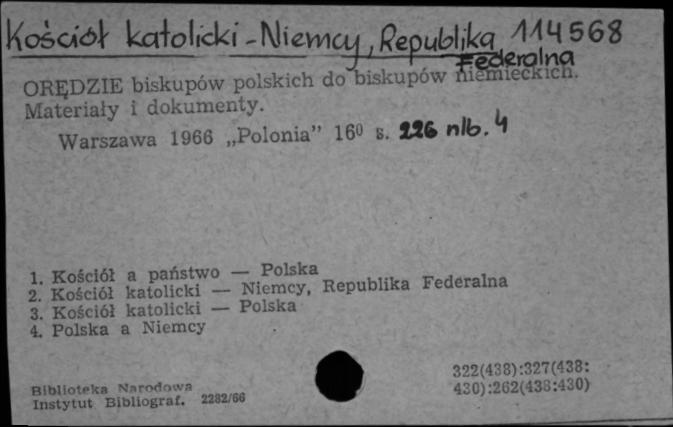 Kościół katolicki - Niemcy, Republika 114568
Federalna
ORĘDZIE biskupów polskich do biskupów niemieckich.
Materiały i dokumenty.
Warszawa 1966 „Polonia” 16⁰ s. 226 nlb. 4
1. Kościół a państwo — Polska
2. Kościół katolicki — Niemcy, Republika Federalna
3. Kościół katolicki — Polska
4. Polska a Niemcy
322(438):327(438:
430):262(438:430)
Biblioteka Narodowa
Instytut Bibliograf. 2282/66